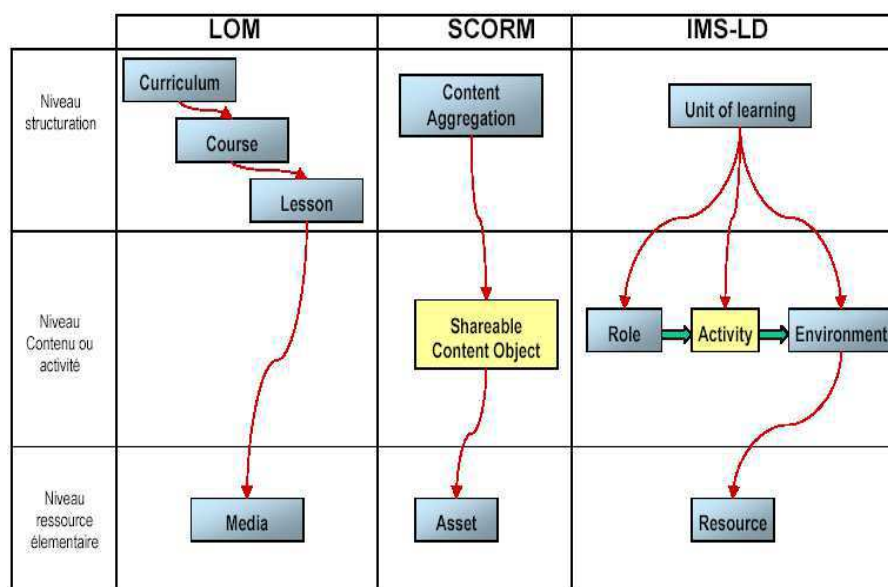 LOM
SCORM
IMS-LD
Niveau
structuration
Curriculum
Course
Lesson
Content
Aggregation
Unit of learning
Niveau
Contenu ou
activité
Shareable
Content Object
Role
Activity
Environment
Niveau
ressource
élementaire
Media
Asset
Resource